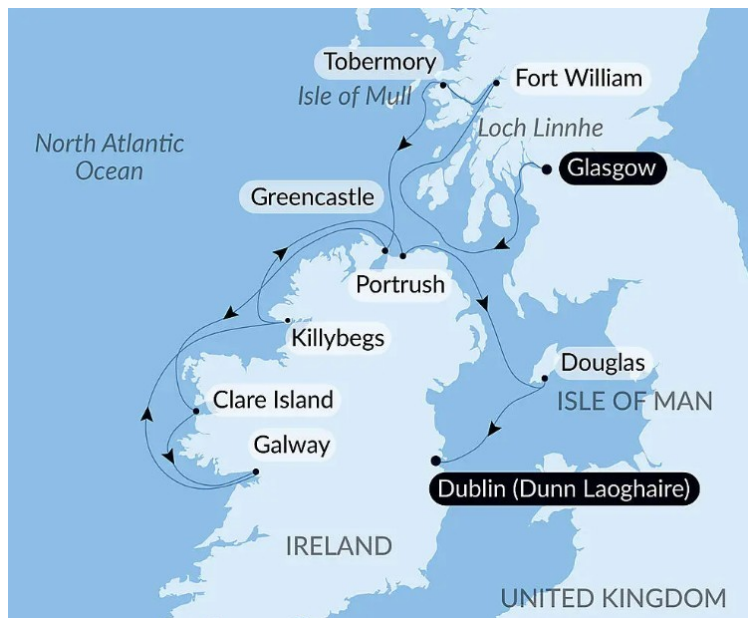 Tobermory
Fort William
Isle of Mull
Loch Linnhe
North Atlantic
Ocean
Glasgow
Greencastle
Portrush
Killybegs
Douglas
Clare Island
ISLE OF MAN
Galway
Dublin (Dunn Laoghaire)
IRELAND
UNITED KINGDOM